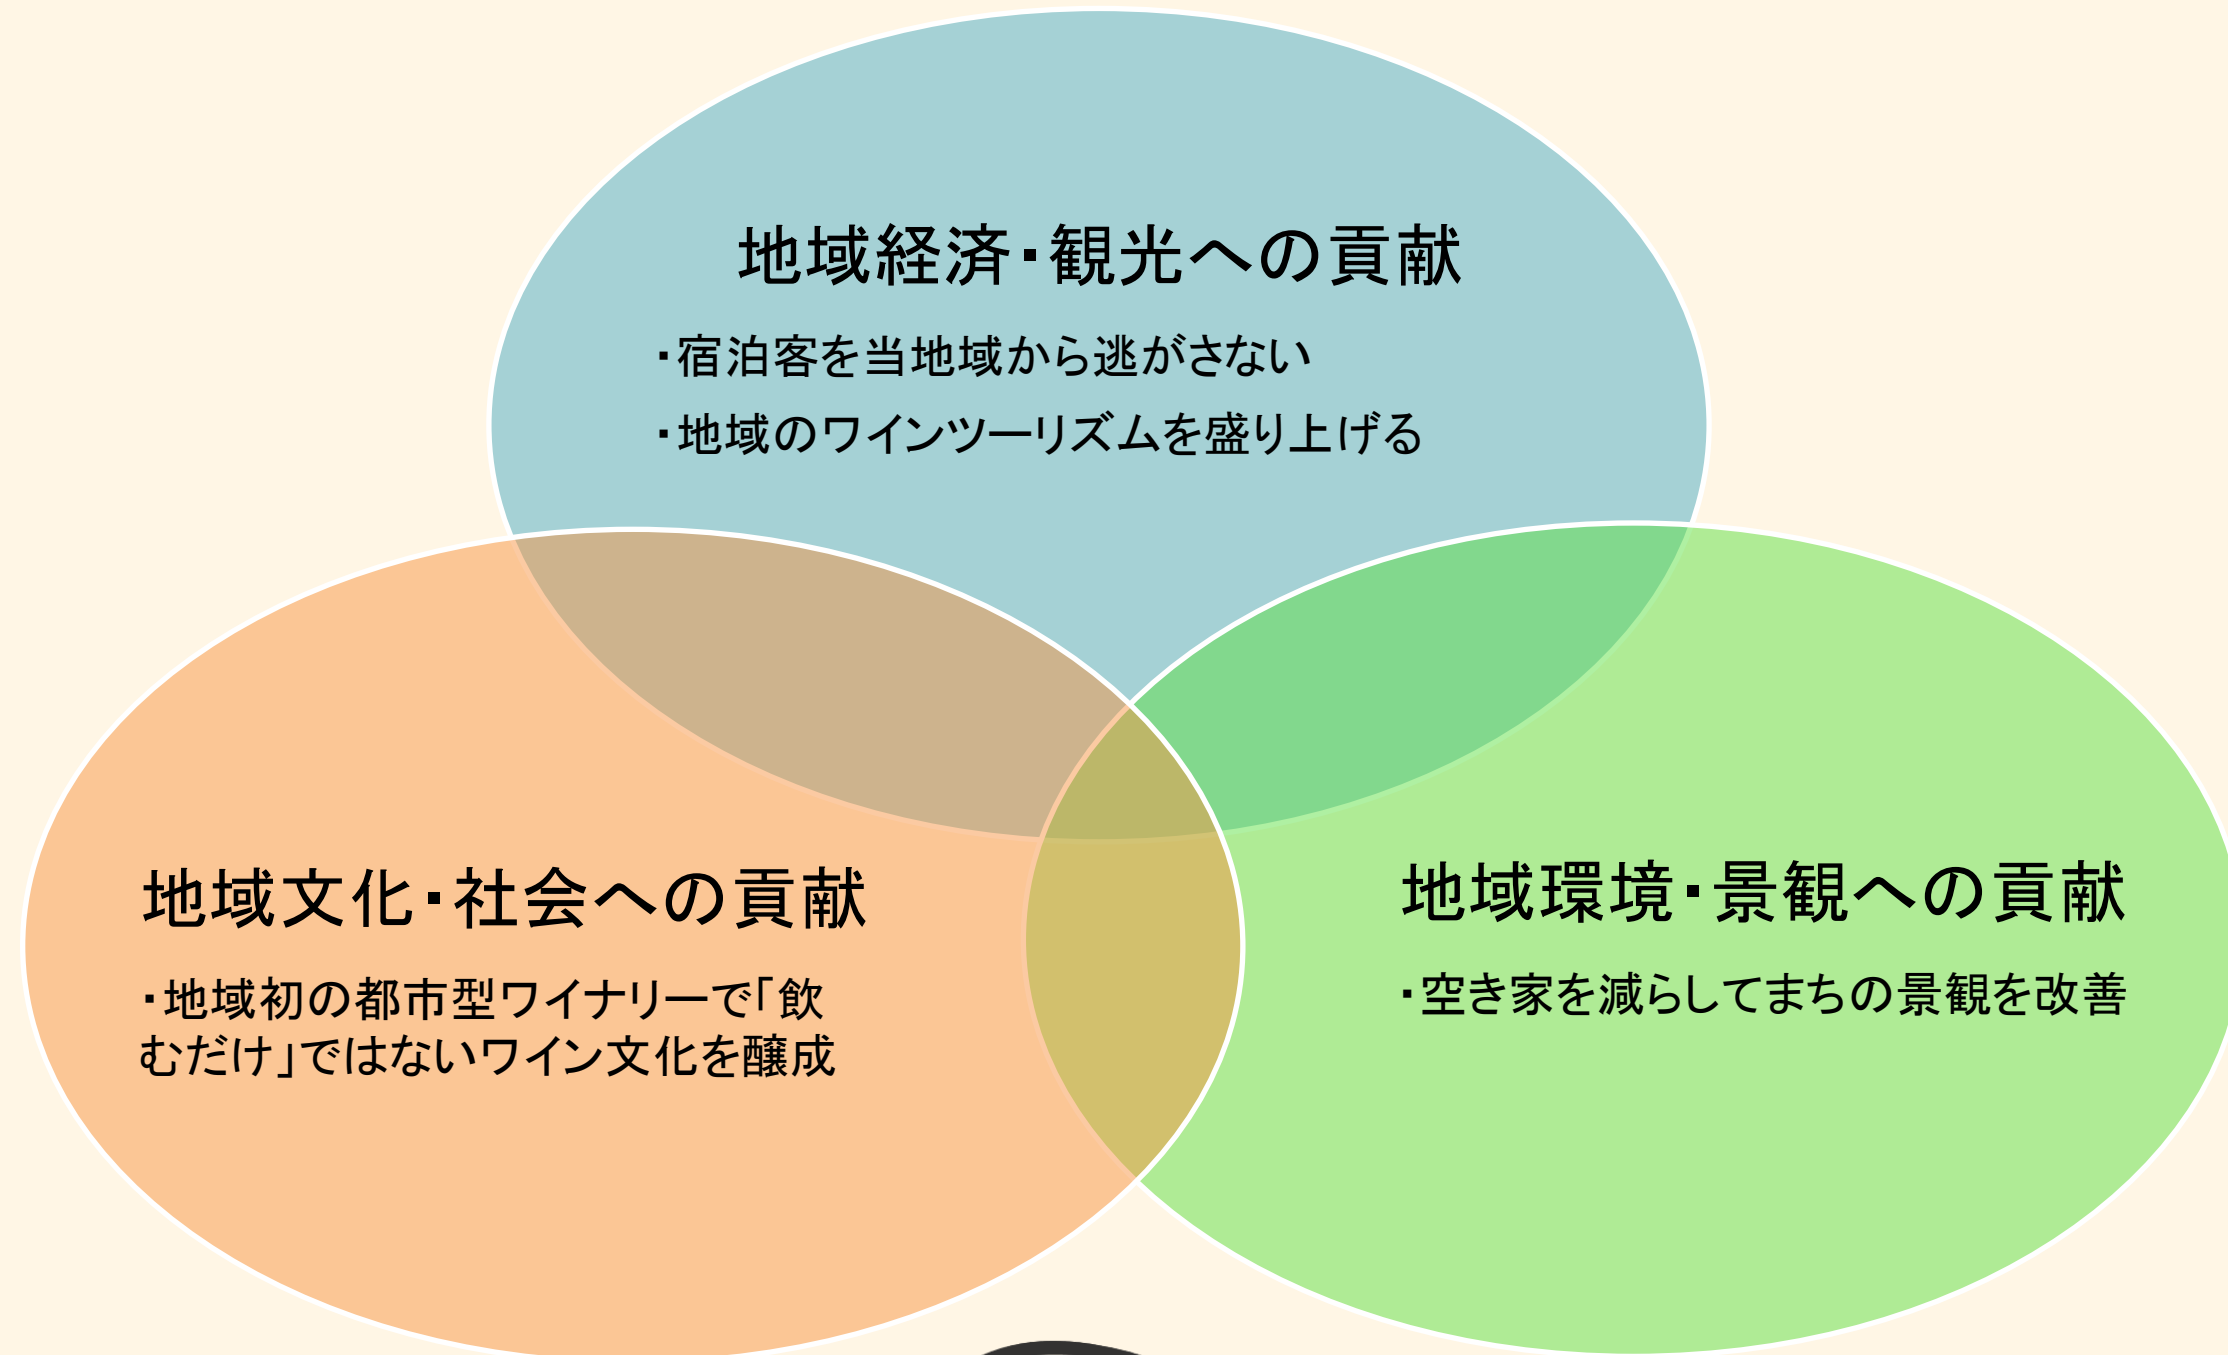 地域経済・観光への貢献
・宿泊客を当地域から逃がさない
・地域のワインツーリズムを盛り上げる
地域文化・社会への貢献
・地域初の都市型ワイナリーで｢飲
むだけ｣ではないワイン文化を醸成
地域環境・景観への貢献
・空き家を減らしてまちの景観を改善